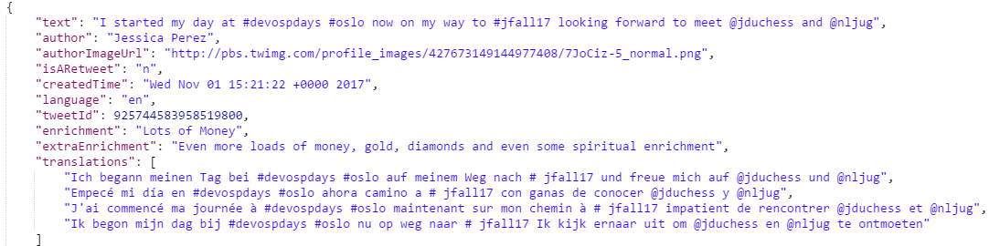 {
"text": "I started my day at #devospdays #oslo now on my way to #jfall17 looking forward to meet @jduchess and @nljug",
"author": "Jessica Perez",
"authorImageUrl": "http://pbs.twimg.com/profile_images/427673149144977408/7JoCiz-5_normal.png",
"isARetweet": "n",
"createdTime": "Wed Nov 01 15:21:22 +0000 2017",
"language": "en",
"tweetId": 925744583958519800,
"enrichment": "Lots of Money",
"extraEnrichment": "Even more loads of money, gold, diamonds and even some spiritual enrichment",
"translations": [
"Ich begann meinen Tag bei #devospdays #oslo auf meinem Weg nach # jfall17 und freue mich auf @jduchess und @nljug",
"Empecé mi día en #devospdays #oslo ahora camino a # jfall17 con ganas de conocer @jduchess y @nljug",
"J'ai commencé ma journée à #devospdays #oslo maintenant sur mon chemin à # jfall17 impatient de rencontrer @jduchess et @nljug",
"Ik begon mijn dag bij #devospdays #oslo nu op weg naar # jfall17 Ik kijk ernaar uit om @jduchess en @nljug te ontmoeten"
]